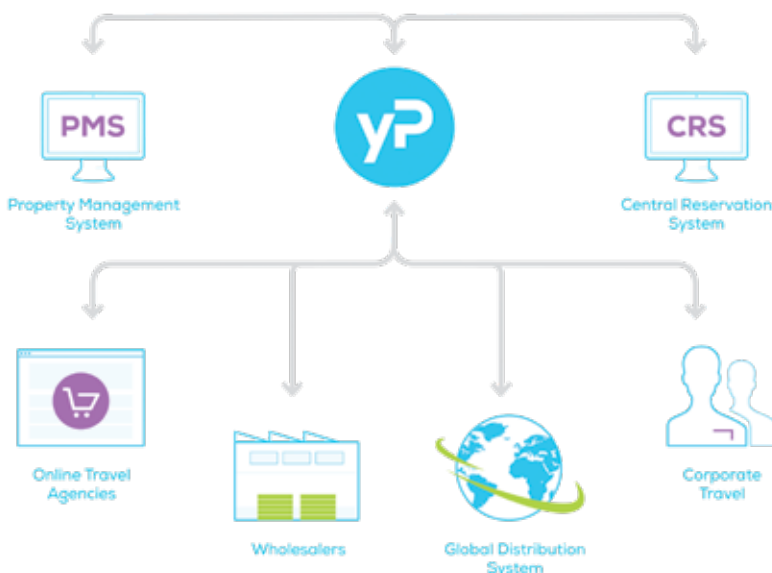 PMS
yP
CRS
Property Management
System
Central Reservation
System
Online Travel
Agencies
Corporate
Travel
Wholesalers
Global Distribution
System